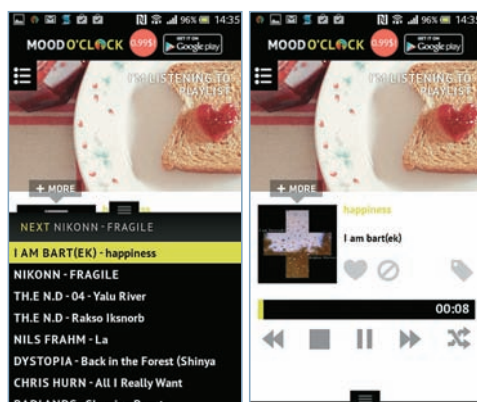 96% 14:35
MOOD O'CLOCK 0.99$! GET IT ON Google play
I'M LISTENING TO
PLAYLIST
+ MORE
happiness
NEXT NIKONN - FRAGILE
I AM BART(EK) - happiness
NIKONN - FRAGILE
TH.E N.D - 04 - Yalu River
TH.E N.D - Rakso Iksnorb
NILS FRAHM - La
DYSTOPIA - Back in the Forest (Shinya
CHRIS HURN - All I Really Want
96% 14:35
MOOD O'CLOCK 0.99$! GET IT ON Google play
I'M LISTENING TO
PLAYLIST
+ MORE
happiness
I am bart(ek)
00:08